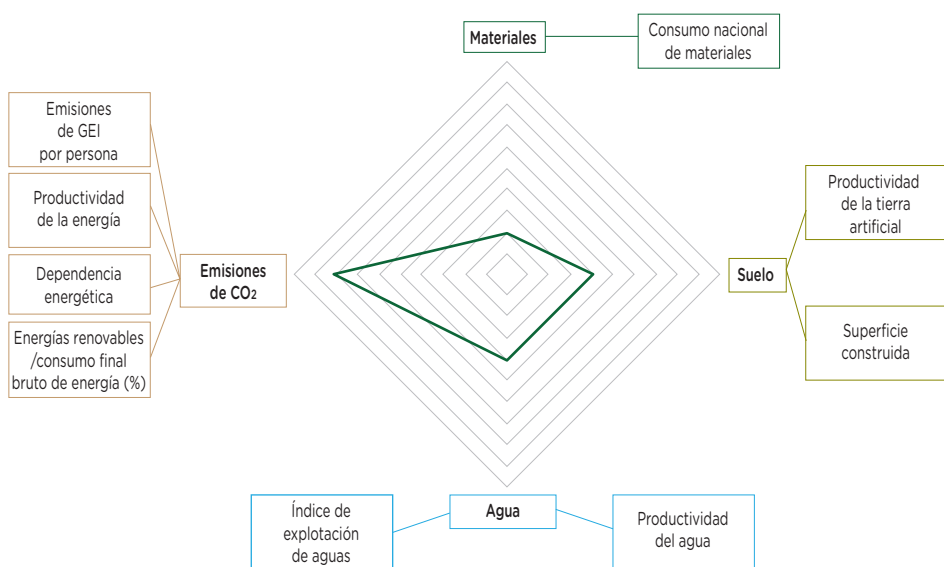 Materiales
Consumo nacional
de materiales
Emisiones
de GEI
por persona
Productividad
de la energía
Dependencia
energética
Energías renovables
/consumo final
bruto de energía (%)
Emisiones
de CO2
Productividad
de la tierra
artificial
Suelo
Superficie
construida
Índice de
explotación
de aguas
Agua
Productividad
del agua